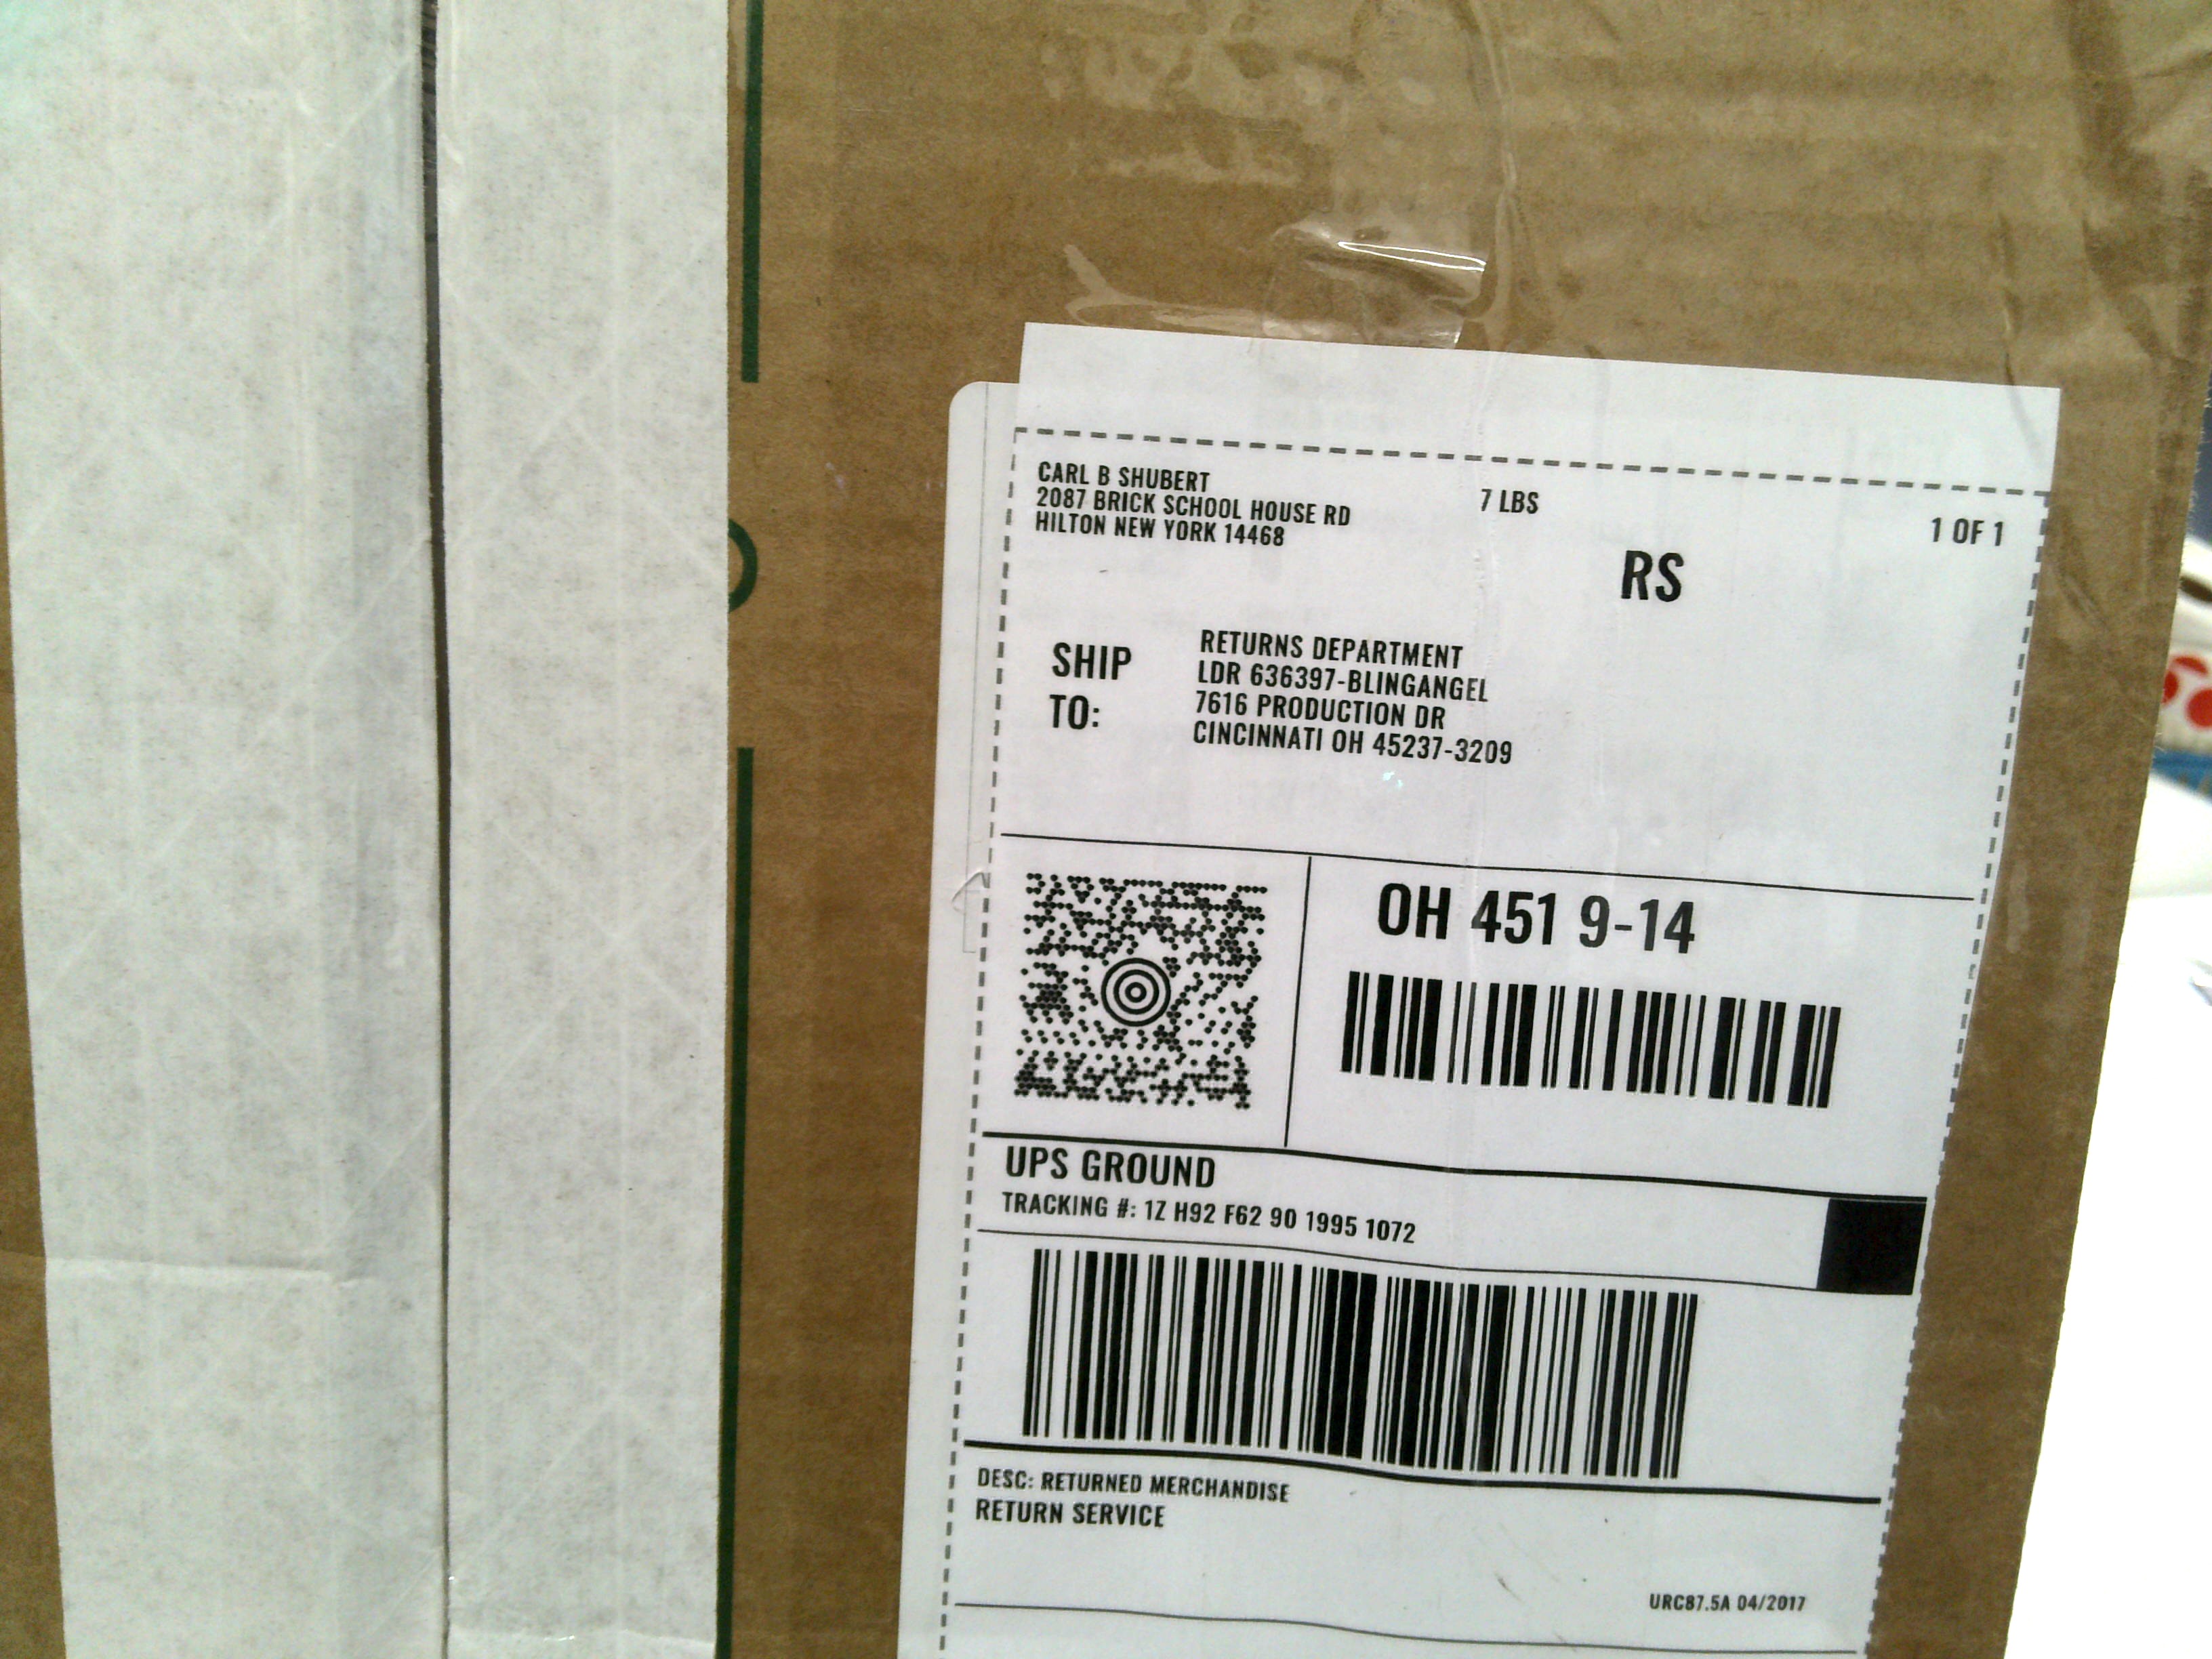 CARL B SHUBERT
2087 BRICK SCHOOL HOUSE RD
HILTON NEW YORK 14468
7 LBS
1 OF 1
RS
SHIP TO:
RETURNS DEPARTMENT
LDR 636397-BLINGANGEL
7616 PRODUCTION DR
CINCINNATI OH 45237-3209
OH 451 9-14
UPS GROUND
TRACKING #: 1Z H92 F62 90 1995 1072
DESC: RETURNED MERCHANDISE
RETURN SERVICE
URC87.5A 04/2017